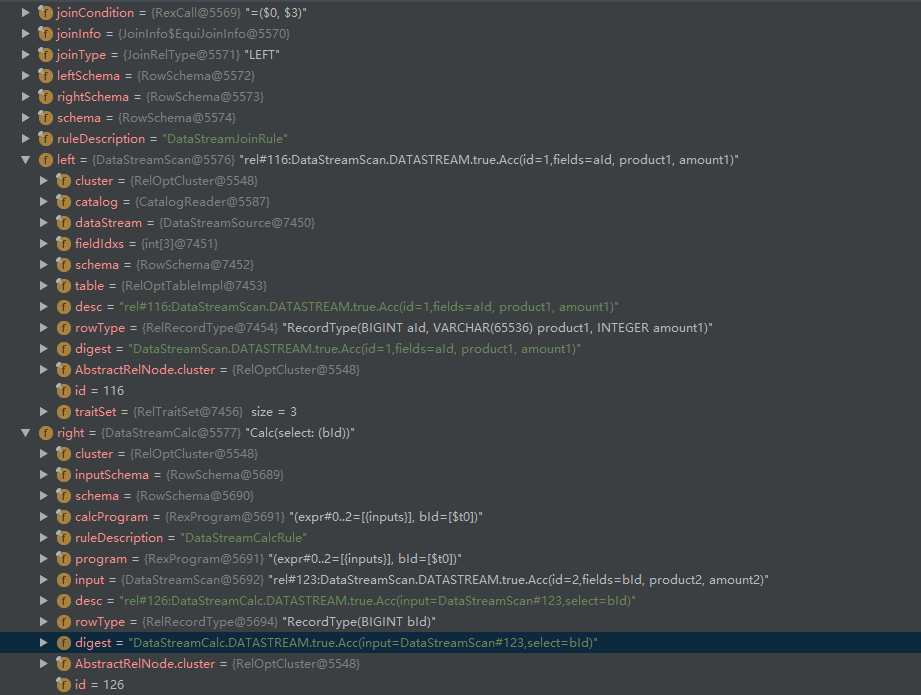 joinCondition = {RexCall@5569} "=($0, $3)"
joinInfo = {JoinInfo$EquiJoinInfo@5570}
joinType = {JoinRelType@5571} "LEFT"
leftSchema = {RowSchema@5572}
rightSchema = {RowSchema@5573}
schema = {RowSchema@5574}
ruleDescription = "DataStreamJoinRule"
left = {DataStreamScan@5576} "rel#116:DataStreamScan.DATASTREAM.true.Acc(id=1,fields=aId, product1, amount1)"
cluster = {RelOptCluster@5548}
catalog = {CatalogReader@5587}
dataStream = {DataStreamSource@7450}
fieldIdxs = {int[3]@7451}
schema = {RowSchema@7452}
table = {RelOptTableImpl@7453}
desc = "rel#116:DataStreamScan.DATASTREAM.true.Acc(id=1,fields=aId, product1, amount1)"
rowType = {RelRecordType@7454} "RecordType(BIGINT aId, VARCHAR(65536) product1, INTEGER amount1)"
digest = "DataStreamScan.DATASTREAM.true.Acc(id=1,fields=aId, product1, amount1)"
AbstractRelNode.cluster = {RelOptCluster@5548}
id = 116
traitSet = {RelTraitSet@7456} size = 3
right = {DataStreamCalc@5577} "Calc(select: (bId))"
cluster = {RelOptCluster@5548}
inputSchema = {RowSchema@5689}
schema = {RowSchema@5690}
calcProgram = {RexProgram@5691} "(expr#0..2=[{inputs}], bId=[$t0])"
ruleDescription = "DataStreamCalcRule"
program = {RexProgram@5691} "(expr#0..2=[{inputs}], bId=[$t0])"
input = {DataStreamScan@5692} "rel#123:DataStreamScan.DATASTREAM.true.Acc(id=2,fields=bId, product2, amount2)"
desc = "rel#126:DataStreamCalc.DATASTREAM.true.Acc(input=DataStreamScan#123,select=bId)"
rowType = {RelRecordType@5694} "RecordType(BIGINT bId)"
digest = "DataStreamCalc.DATASTREAM.true.Acc(input=DataStreamScan#123,select=bId)"
AbstractRelNode.cluster = {RelOptCluster@5548}
id = 126